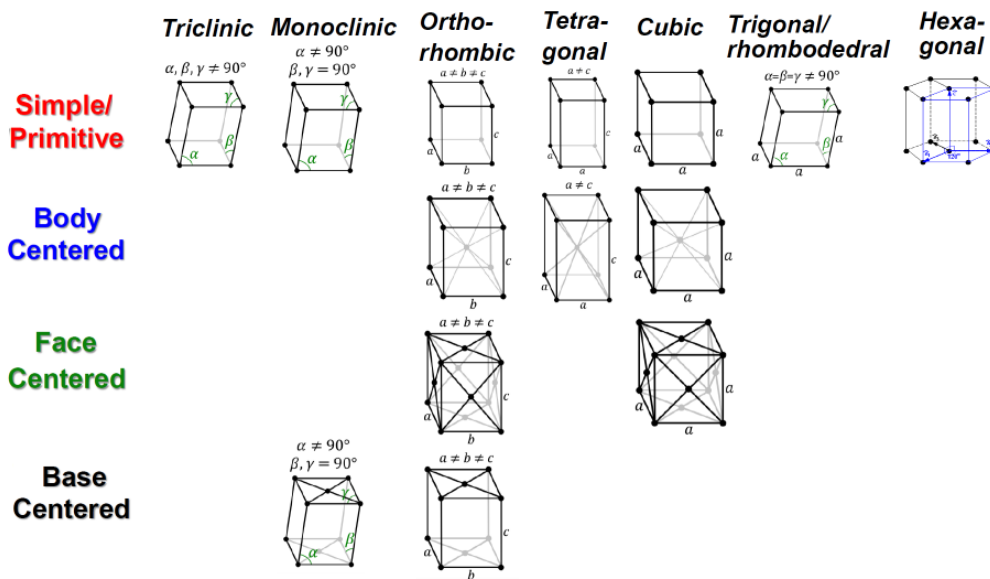 Triclinic
Monoclinic
Ortho-
rhombic
Tetra-
gonal
Cubic
Trigonal/
rhombodedral
Hexa-
gonal
Simple/
Primitive
α, β, γ ≠ 90°
γ
β
α
α ≠ 90°
β, γ = 90°
γ
β
α
a ≠ b ≠ c
c
a
b
a ≠ c
c
a
a
a
a
a
α=β=γ ≠ 90°
γ
a
β
α
a
a
120°
Body
Centered
a ≠ b ≠ c
c
a
b
a ≠ c
c
a
a
a
a
a
Face
Centered
a ≠ b ≠ c
c
a
b
a
a
a
Base
Centered
α ≠ 90°
β, γ = 90°
γ
β
α
a ≠ b ≠ c
c
a
b